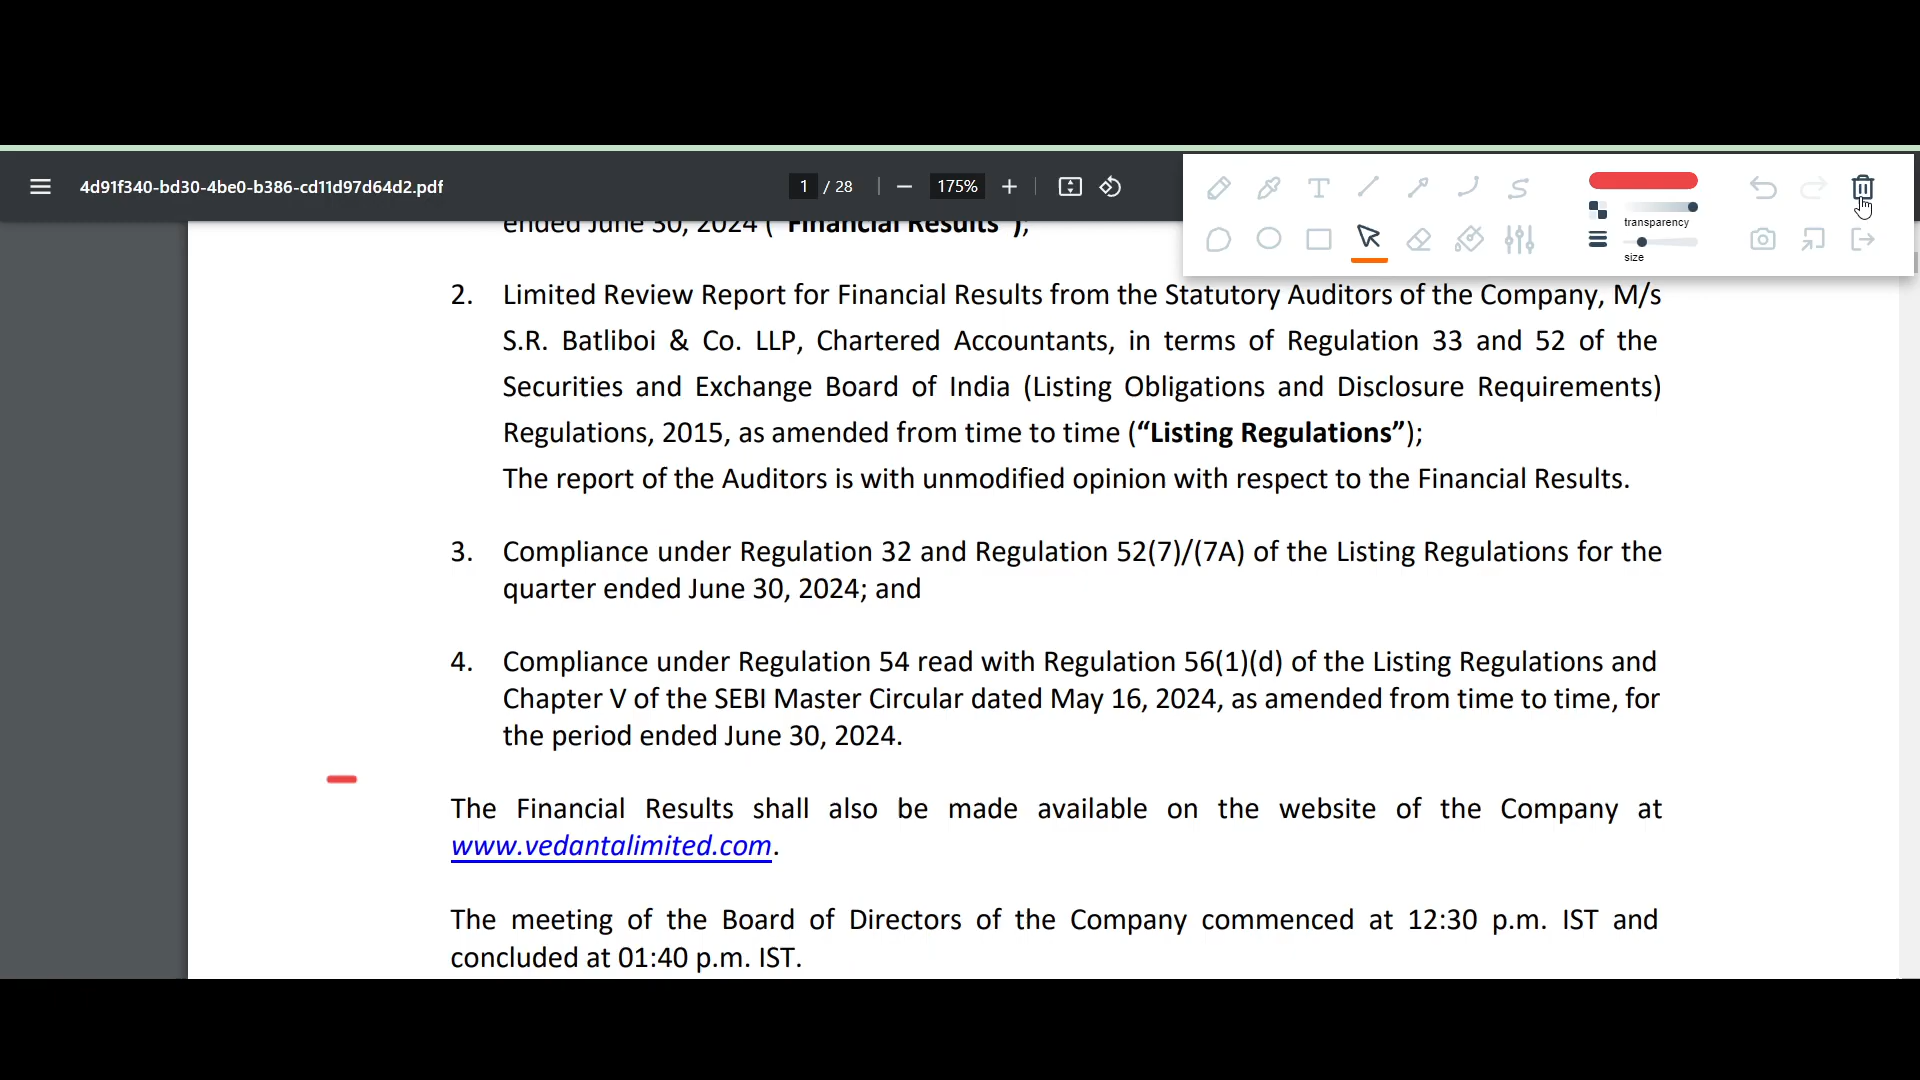 4d91f340-bd30-4be0-b386-cd11d97d64d2.pdf
1 / 28
175%
transparency
size
ended June 30, 2024 ("Financial Results");
2. Limited Review Report for Financial Results from the Statutory Auditors of the Company, M/s
S.R. Batliboi & Co. LLP, Chartered Accountants, in terms of Regulation 33 and 52 of the
Securities and Exchange Board of India (Listing Obligations and Disclosure Requirements)
Regulations, 2015, as amended from time to time (“Listing Regulations”);
The report of the Auditors is with unmodified opinion with respect to the Financial Results.
3. Compliance under Regulation 32 and Regulation 52(7)/(7A) of the Listing Regulations for the
quarter ended June 30, 2024; and
4. Compliance under Regulation 54 read with Regulation 56(1)(d) of the Listing Regulations and
Chapter V of the SEBI Master Circular dated May 16, 2024, as amended from time to time, for
the period ended June 30, 2024.
The Financial Results shall also be made available on the website of the Company at
www.vedantalimited.com.
The meeting of the Board of Directors of the Company commenced at 12:30 p.m. IST and
concluded at 01:40 p.m. IST.